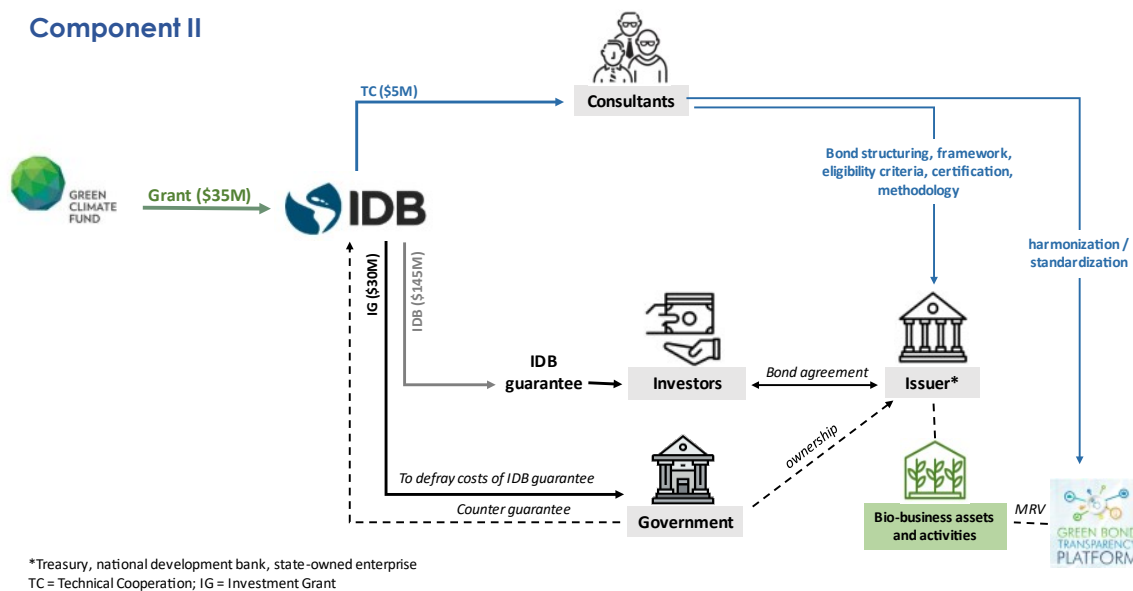 Component II
TC ($5M)
Consultants
Bond structuring, framework,
eligibility criteria, certification,
methodology
GREEN
CLIMATE
FUND
Grant ($35M)
IDB
harmonization /
standardization
IG ($30M)
IDB ($145M)
IDB
guarantee
Investors
Bond agreement
Issuer*
ownership
To defray costs of IDB guarantee
Counter guarantee
Government
Bio-business assets
and activities
MRV
GREEN BOND
TRANSPARENCY
PLATFORM
*Treasury, national development bank, state-owned enterprise
TC = Technical Cooperation; IG = Investment Grant